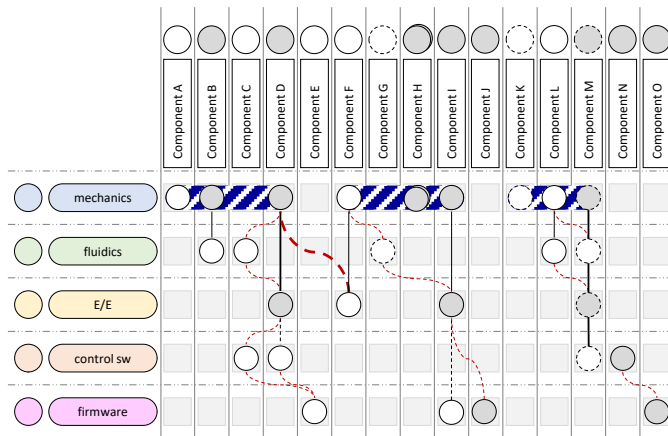 Component A
Component B
Component C
Component D
Component E
Component F
Component G
Component H
Component I
Component J
Component K
Component L
Component M
Component N
Component O
mechanics
fluidics
E/E
control sw
firmware